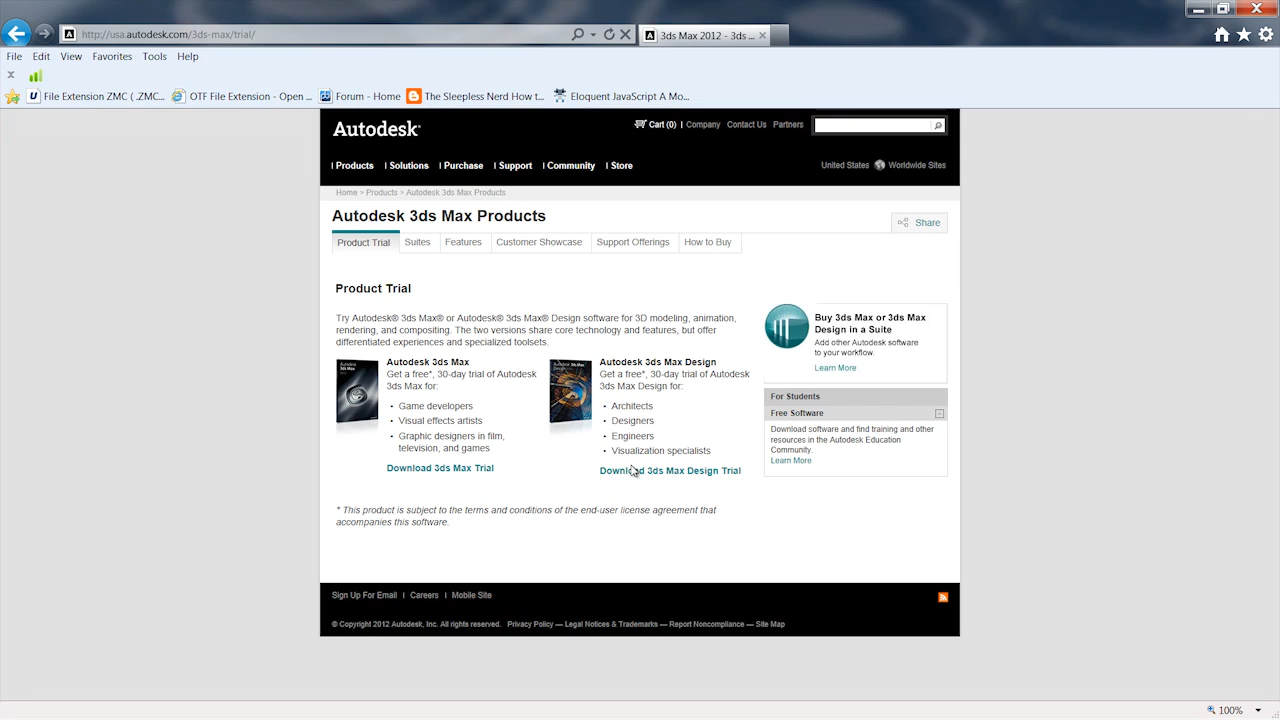 http://usa.autodesk.com/3ds-max/trial/
3ds Max 2012 - 3ds ...
File Edit View Favorites Tools Help
File Extension ZMC ( .ZMC... OTF File Extension - Open ... Forum - Home The Sleepless Nerd How t... Eloquent JavaScript A Mo...
Autodesk®
Cart (0) | Company Contact Us Partners
| Products | Solutions | Purchase | Support | Community | Store
United States Worldwide Sites
Home > Products > Autodesk 3ds Max Products
Autodesk 3ds Max Products
Share
Product Trial Suites Features Customer Showcase Support Offerings How to Buy
Product Trial
Try Autodesk® 3ds Max® or Autodesk® 3ds Max® Design software for 3D modeling, animation,
rendering, and compositing. The two versions share core technology and features, but offer
differentiated experiences and specialized toolsets.
Autodesk 3ds Max
Get a free*, 30-day trial of Autodesk
3ds Max for:
• Game developers
• Visual effects artists
• Graphic designers in film,
television, and games
Download 3ds Max Trial
Autodesk 3ds Max Design
Get a free*, 30-day trial of Autodesk
3ds Max Design for:
• Architects
• Designers
• Engineers
• Visualization specialists
Download 3ds Max Design Trial
* This product is subject to the terms and conditions of the end-user license agreement that
accompanies this software.
Buy 3ds Max or 3ds Max
Design in a Suite
Add other Autodesk software
to your workflow.
Learn More
For Students
Free Software
Download software and find training and other
resources in the Autodesk Education
Community.
Learn More
Sign Up For Email | Careers | Mobile Site
© Copyright 2012 Autodesk, Inc. All rights reserved. Privacy Policy — Legal Notices & Trademarks — Report Noncompliance — Site Map
100%